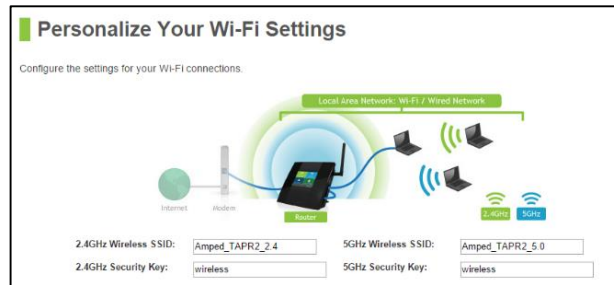 Personalize Your Wi-Fi Settings
Configure the settings for your Wi-Fi connections.
Local Area Network: Wi-Fi / Wired Network
Internet
Modem
Router
2.4GHz
5GHz
2.4GHz Wireless SSID: Amped_TAPR2_2.4 5GHz Wireless SSID: Amped_TAPR2_5.0
2.4GHz Security Key: wireless 5GHz Security Key: wireless